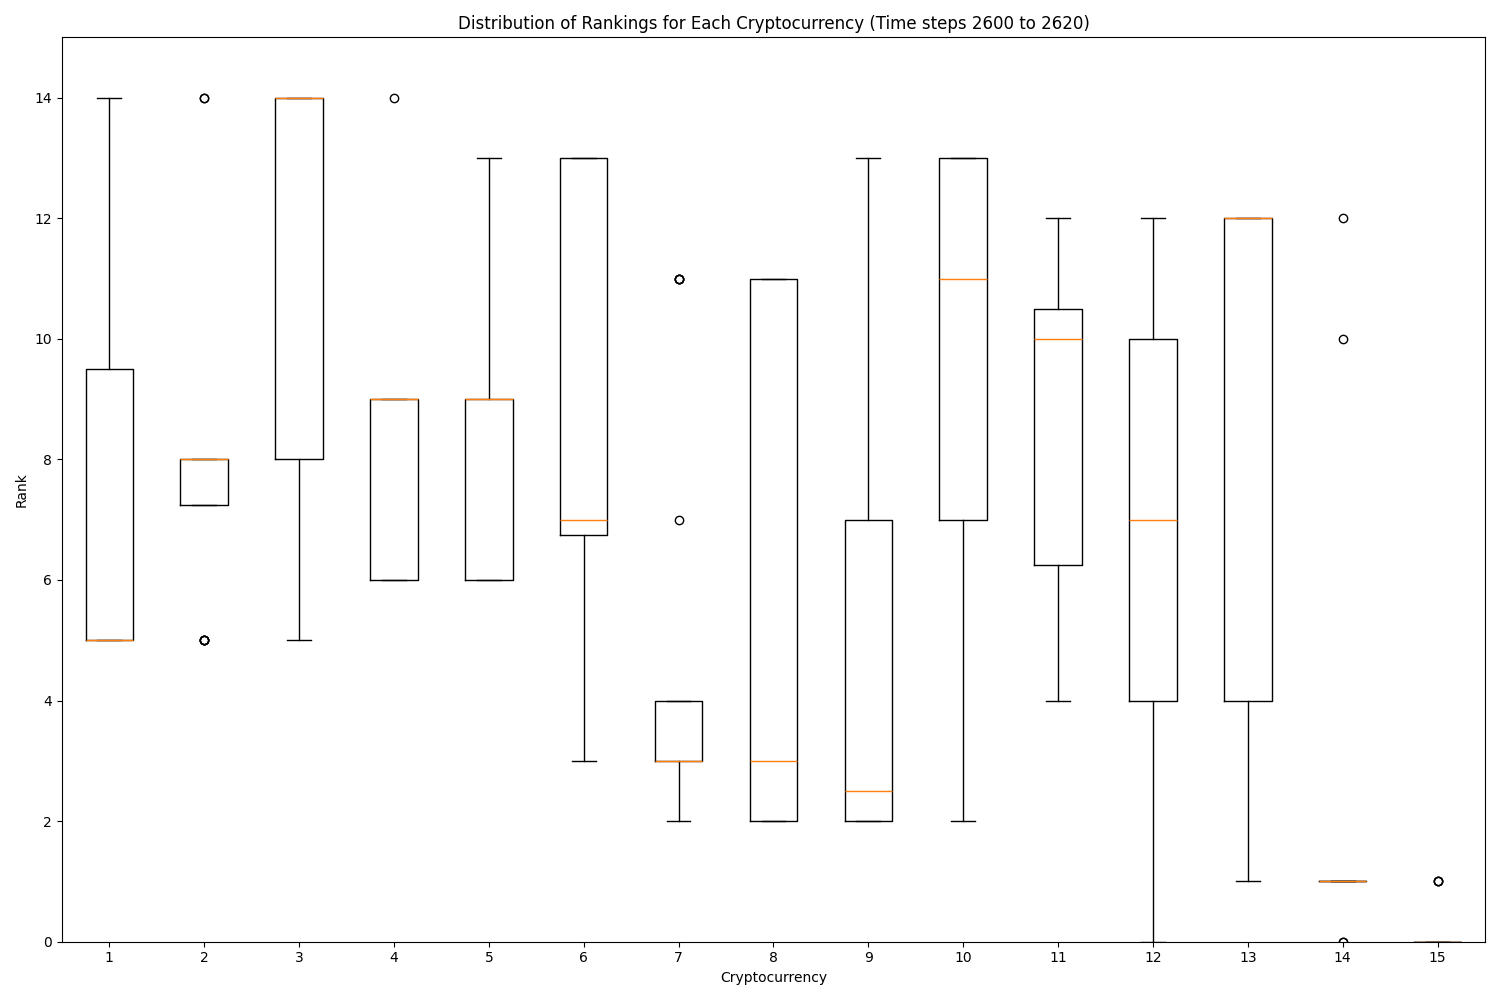 Distribution of Rankings for Each Cryptocurrency (Time steps 2600 to 2620)
14
12
10
8
6
4
2
0
Rank
1 2 3 4 5 6 7 8 9 10 11 12 13 14 15
Cryptocurrency